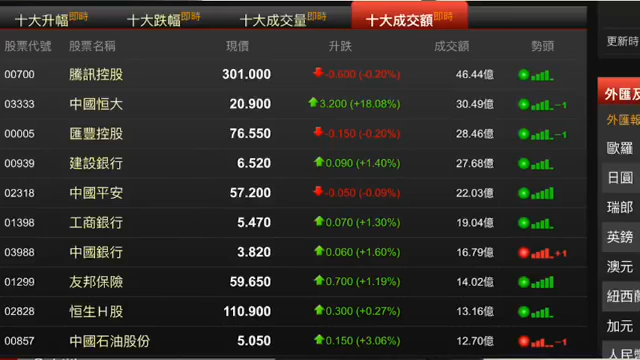 十大升幅即時 十大跌幅即時 十大成交量即時 十大成交額即時
股票代號 股票名稱 現價 升跌 成交額 勢頭
00700 騰訊控股 301.000 -0.600 (-0.20%) 46.44億
03333 中國恒大 20.900 3.200 (+18.08%) 30.49億 -1
00005 匯豐控股 76.550 -0.150 (-0.20%) 28.46億 -1
00939 建設銀行 6.520 0.090 (+1.40%) 27.68億
02318 中國平安 57.200 -0.050 (-0.09%) 22.03億
01398 工商銀行 5.470 0.070 (+1.30%) 19.04億
03988 中國銀行 3.820 0.060 (+1.60%) 16.79億 +1
01299 友邦保險 59.650 0.700 (+1.19%) 14.02億
02828 恒生H股 110.900 0.300 (+0.27%) 13.16億
00857 中國石油股份 5.050 0.150 (+3.06%) 12.70億 -1
更新時
外匯及
外匯報
歐羅
日圓
瑞郎
英鎊
澳元
紐西蘭
加元
人民幣